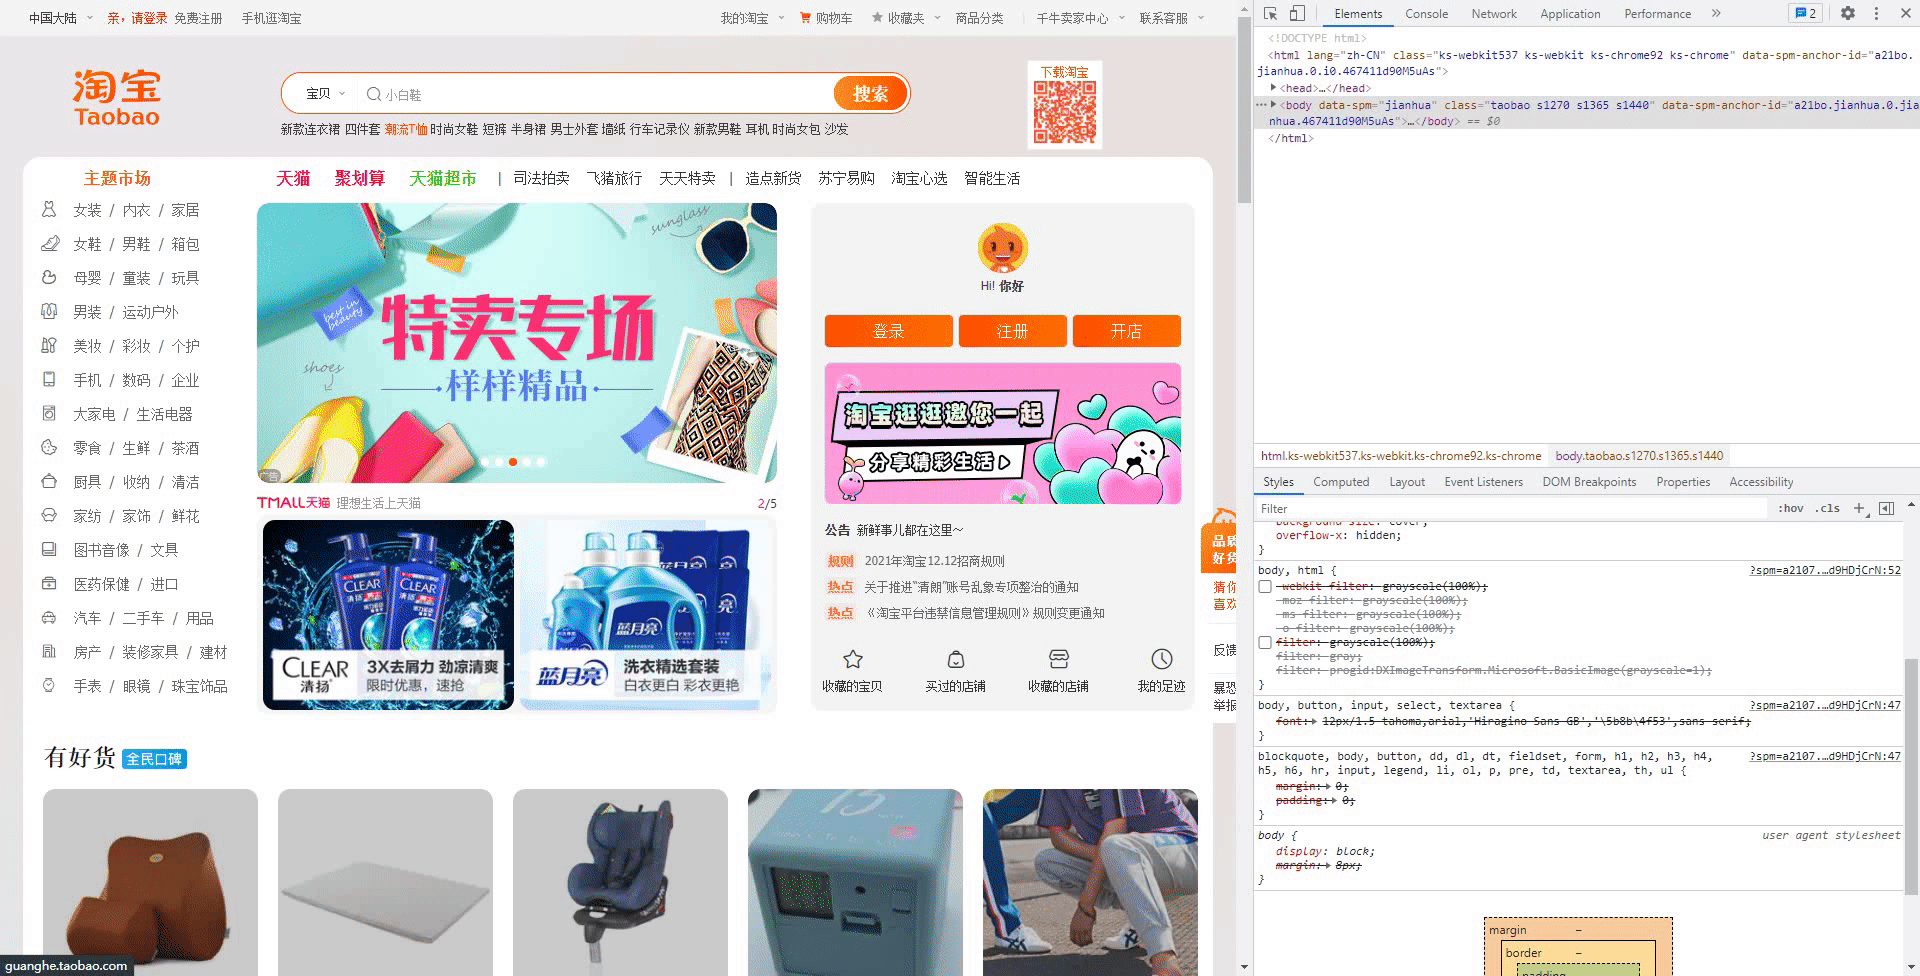 中国大陆 亲，请登录 免费注册 手机逛淘宝 我的淘宝 购物车 收藏夹 商品分类 千牛卖家中心 联系客服
淘宝
Taobao
宝贝 小白鞋 搜索
新款连衣裙 四件套 潮流T恤 时尚女鞋 短裤 半身裙 男士外套 墙纸 行车记录仪 新款男鞋 耳机 时尚女包 沙发
下载淘宝
主题市场
天猫 聚划算 天猫超市 | 司法拍卖 飞猪旅行 天天特卖 | 造点新货 苏宁易购 淘宝心选 智能生活
女装 / 内衣 / 家居
女鞋 / 男鞋 / 箱包
母婴 / 童装 / 玩具
男装 / 运动户外
美妆 / 彩妆 / 个护
手机 / 数码 / 企业
大家电 / 生活电器
零食 / 生鲜 / 茶酒
厨具 / 收纳 / 清洁
家纺 / 家饰 / 鲜花
图书音像 / 文具
医药保健 / 进口
汽车 / 二手车 / 用品
房产 / 装修家具 / 建材
手表 / 眼镜 / 珠宝饰品
sunglass
best in
beauty
特卖专场
样样精品
shoes
广告
TMALL天猫 理想生活上天猫 2/5
CLEAR
清扬
CLEAR
清扬
CLEAR
清扬
3X去屑力 劲凉清爽
限时优惠，速抢
蓝月亮
蓝月亮
洗衣精选套装
白衣更白 彩衣更艳
Hi! 你好
登录 注册 开店
淘宝逛逛邀您一起
分享精彩生活
公告 新鲜事儿都在这里～
规则 2021年淘宝12.12招商规则
热点 关于推进“清朗”账号乱象专项整治的通知
热点 《淘宝平台违禁信息管理规则》规则变更通知
收藏的宝贝 买过的店铺 收藏的店铺 我的足迹
品质
好货
猜你
喜欢
反馈
暴恐
举报
有好货 全民口碑
guanghe.taobao.com
Elements Console Network Application Performance » 2
<!DOCTYPE html>
<html lang="zh-CN" class="ks-webkit537 ks-webkit ks-chrome92 ks-chrome" data-spm-anchor-id="a21bo.
jianhua.0.i0.467411d90M5uAs">
<head>…</head>
<body data-spm="jianhua" class="taobao s1270 s1365 s1440" data-spm-anchor-id="a21bo.jianhua.0.jia
nhua.467411d90M5uAs">…</body> == $0
</html>
html.ks-webkit537.ks-webkit.ks-chrome92.ks-chrome body.taobao.s1270.s1365.s1440
Styles Computed Layout Event Listeners DOM Breakpoints Properties Accessibility
Filter :hov .cls +
background-size: cover;
overflow-x: hidden;
}
body, html { ?spm=a2107.…d9HDjCrN:52
-webkit-filter: grayscale(100%);
-moz-filter: grayscale(100%);
-ms-filter: grayscale(100%);
-o-filter: grayscale(100%);
filter: grayscale(100%);
filter: gray;
filter: progid:DXImageTransform.Microsoft.BasicImage(grayscale=1);
}
body, button, input, select, textarea { ?spm=a2107.…d9HDjCrN:47
font: 12px/1.5 tahoma,arial,'Hiragino Sans GB','\5b8b\4f53',sans-serif;
}
blockquote, body, button, dd, dl, dt, fieldset, form, h1, h2, h3, h4, ?spm=a2107.…d9HDjCrN:47
h5, h6, hr, input, legend, li, ol, p, pre, td, textarea, th, ul {
margin: 0;
padding: 0;
}
body { user agent stylesheet
display: block;
margin: 8px;
}
margin –
border –
padding